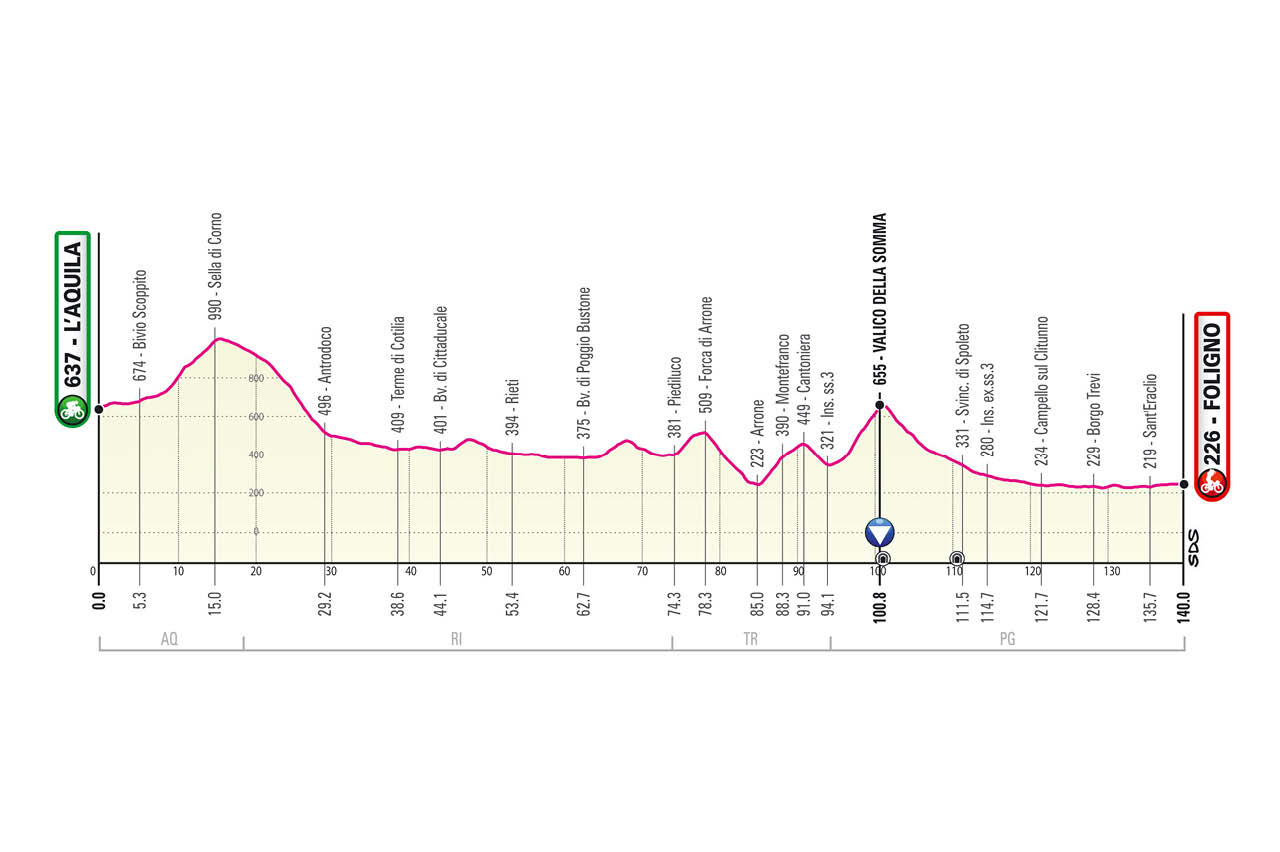 637 - L'AQUILA
674 - Bivio Scoppito
990 - Sella di Corno
496 - Antrodoco
409 - Terme di Cotilia
401 - Bv. di Cittaducale
394 - Rieti
375 - Bv. di Poggio Bustone
381 - Piediluco
509 - Forca di Arrone
223 - Arrone
390 - Montefranco
449 - Cantoniera
321 - Ins. ss.3
655 - VALICO DELLA SOMMA
331 - Svinc. di Spoleto
280 - Ins. ex.ss.3
234 - Campello sul Clitunno
229 - Borgo Trevi
219 - Sant'Eraclio
226 - FOLIGNO
800
600
400
200
0
SDS
0 10 20 30 40 50 60 70 80 90 100 110 120 130
0.0 5.3 15.0 29.2 38.6 44.1 53.4 62.7 74.3 78.3 85.0 88.3 91.0 94.1 100.8 111.5 114.7 121.7 128.4 135.7 140.0
AQ RI TR PG